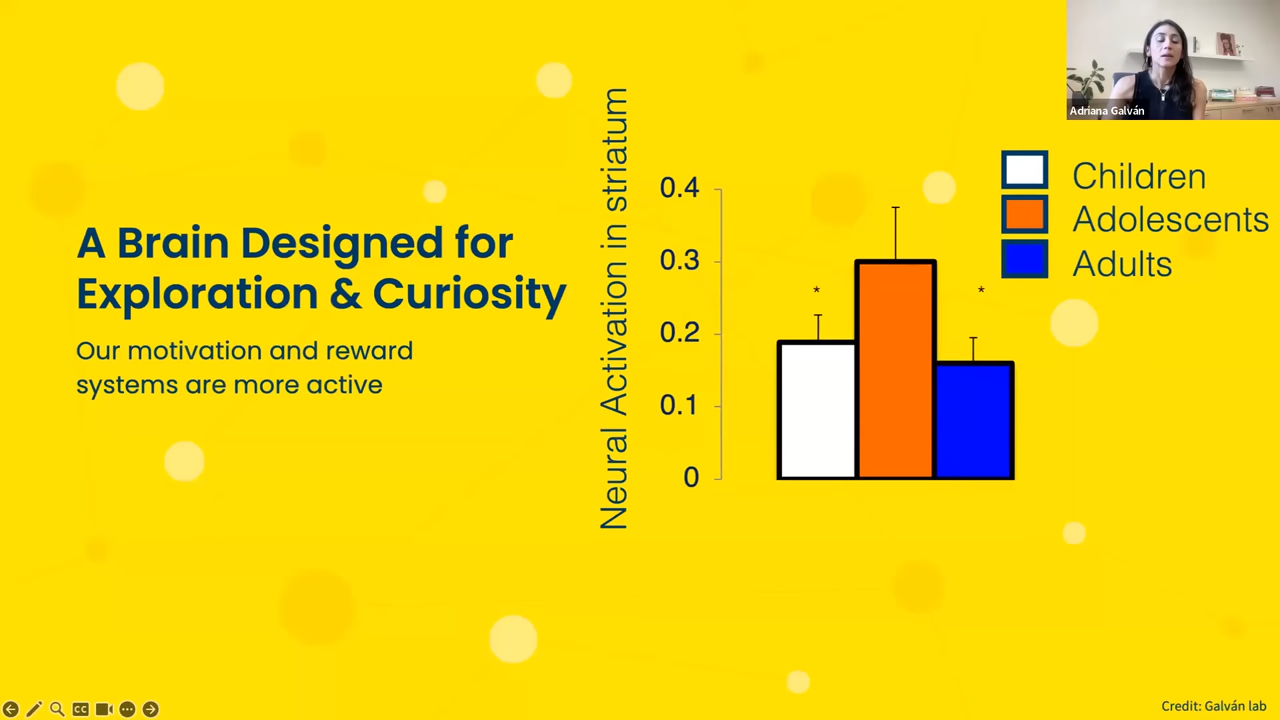 Adriana Galván
A Brain Designed for
Exploration & Curiosity
Our motivation and reward
systems are more active
Neural Activation in striatum
0.4
0.3
0.2
0.1
0
*
*
Children
Adolescents
Adults
CC
Credit: Galván lab